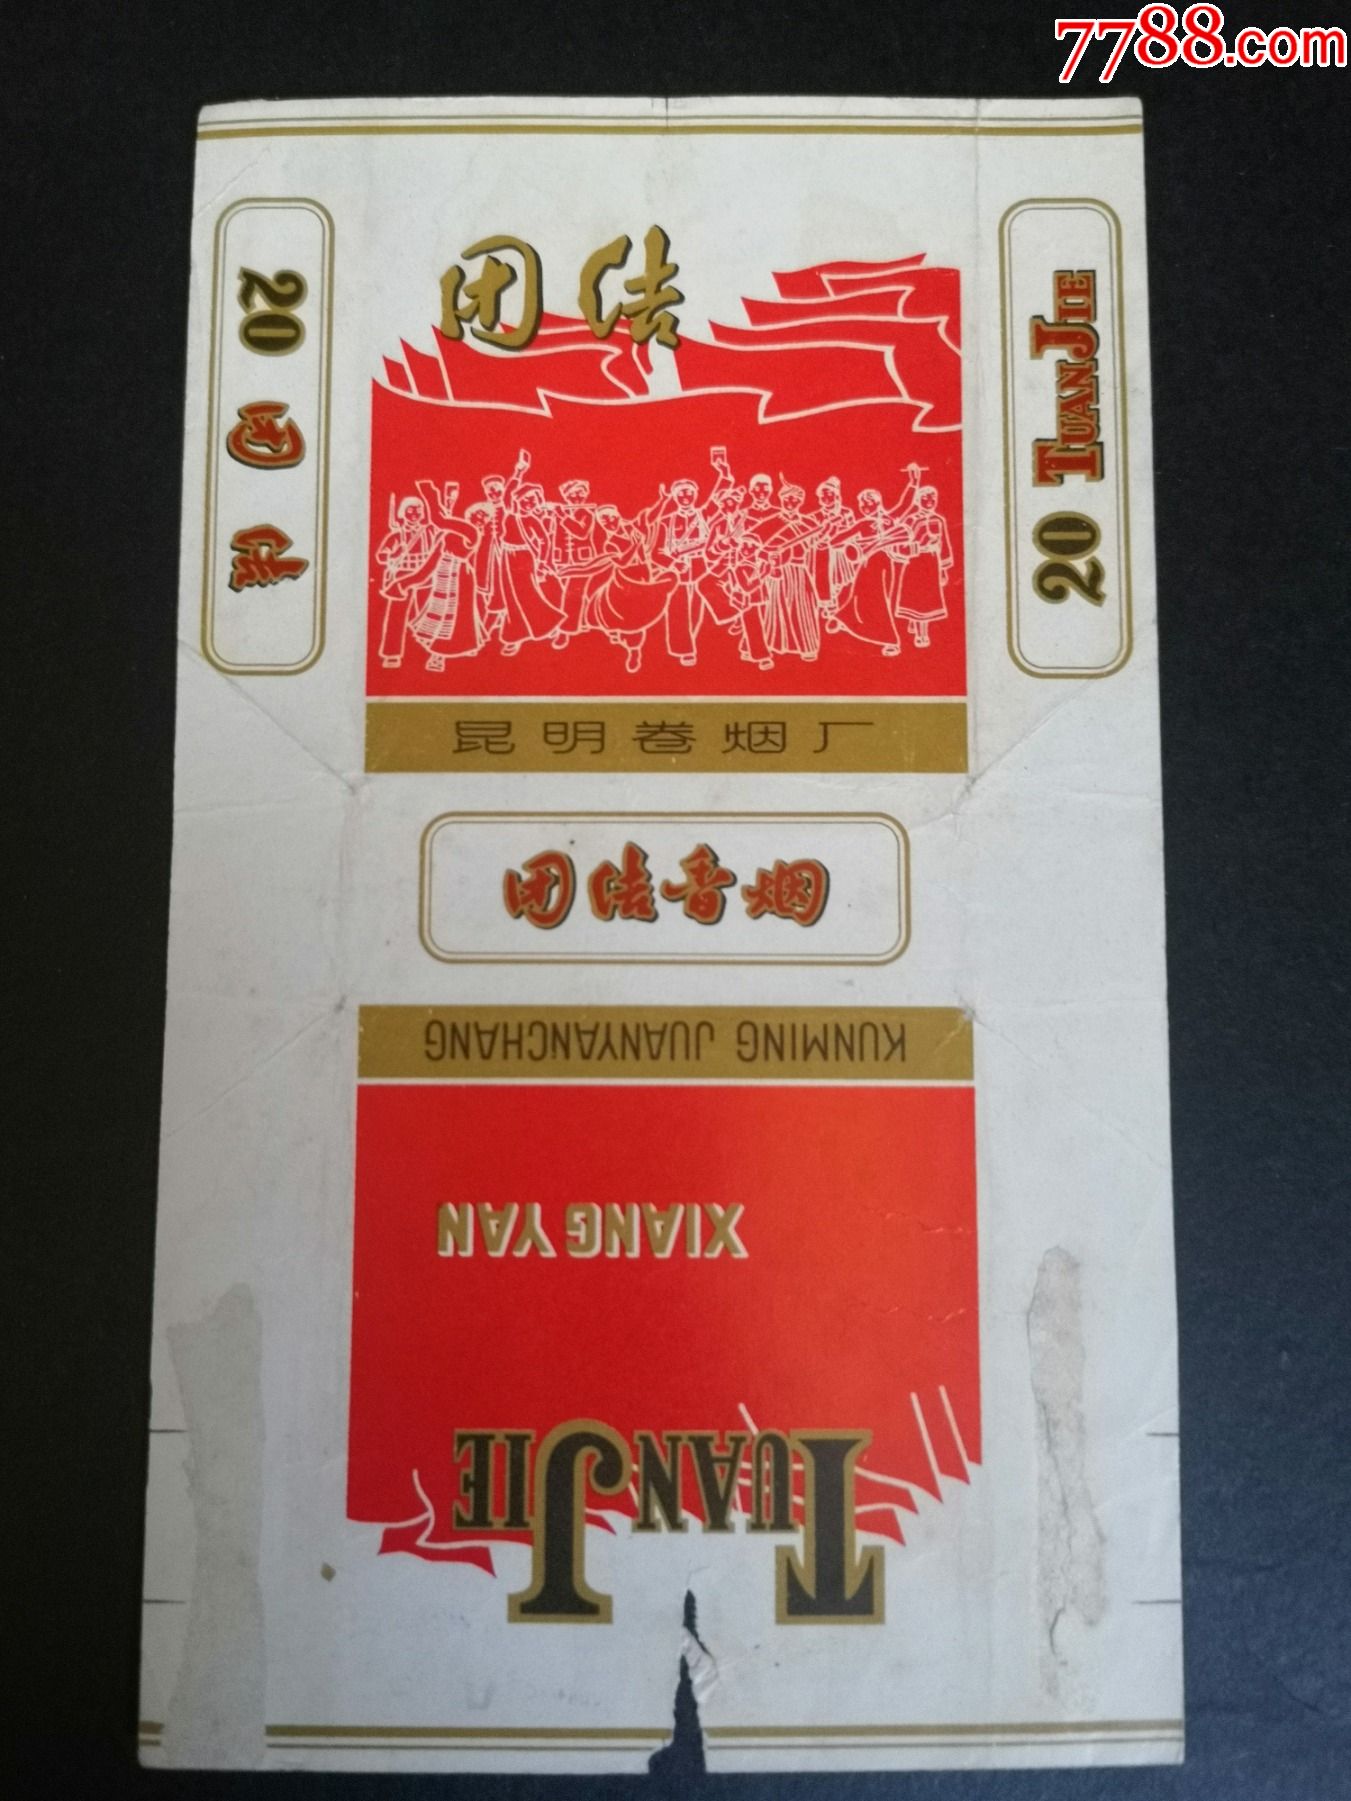 7788.com
团结
20 团结
20 TUANJIE
昆明卷烟厂
团结香烟
KUNMING JUANYANCHANG
XIANG YAN
TUANJIE